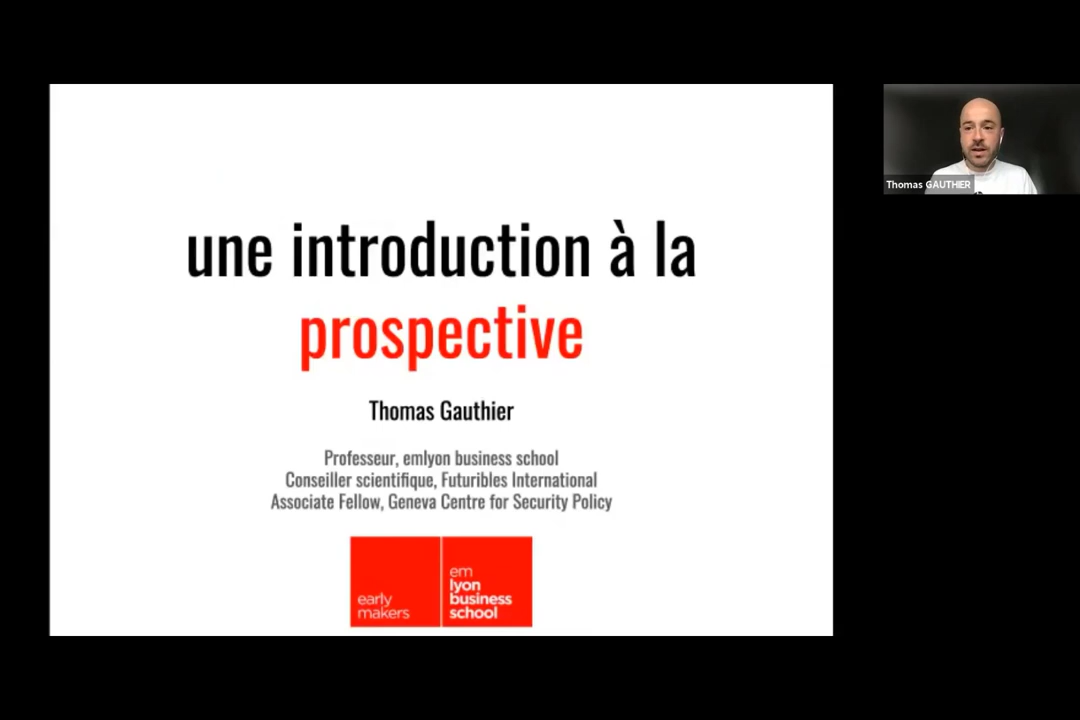 une introduction à la
prospective
Thomas Gauthier
Professeur, emlyon business school
Conseiller scientifique, Futuribles International
Associate Fellow, Geneva Centre for Security Policy
early
makers
em
lyon
business
school
Thomas GAUTHIER